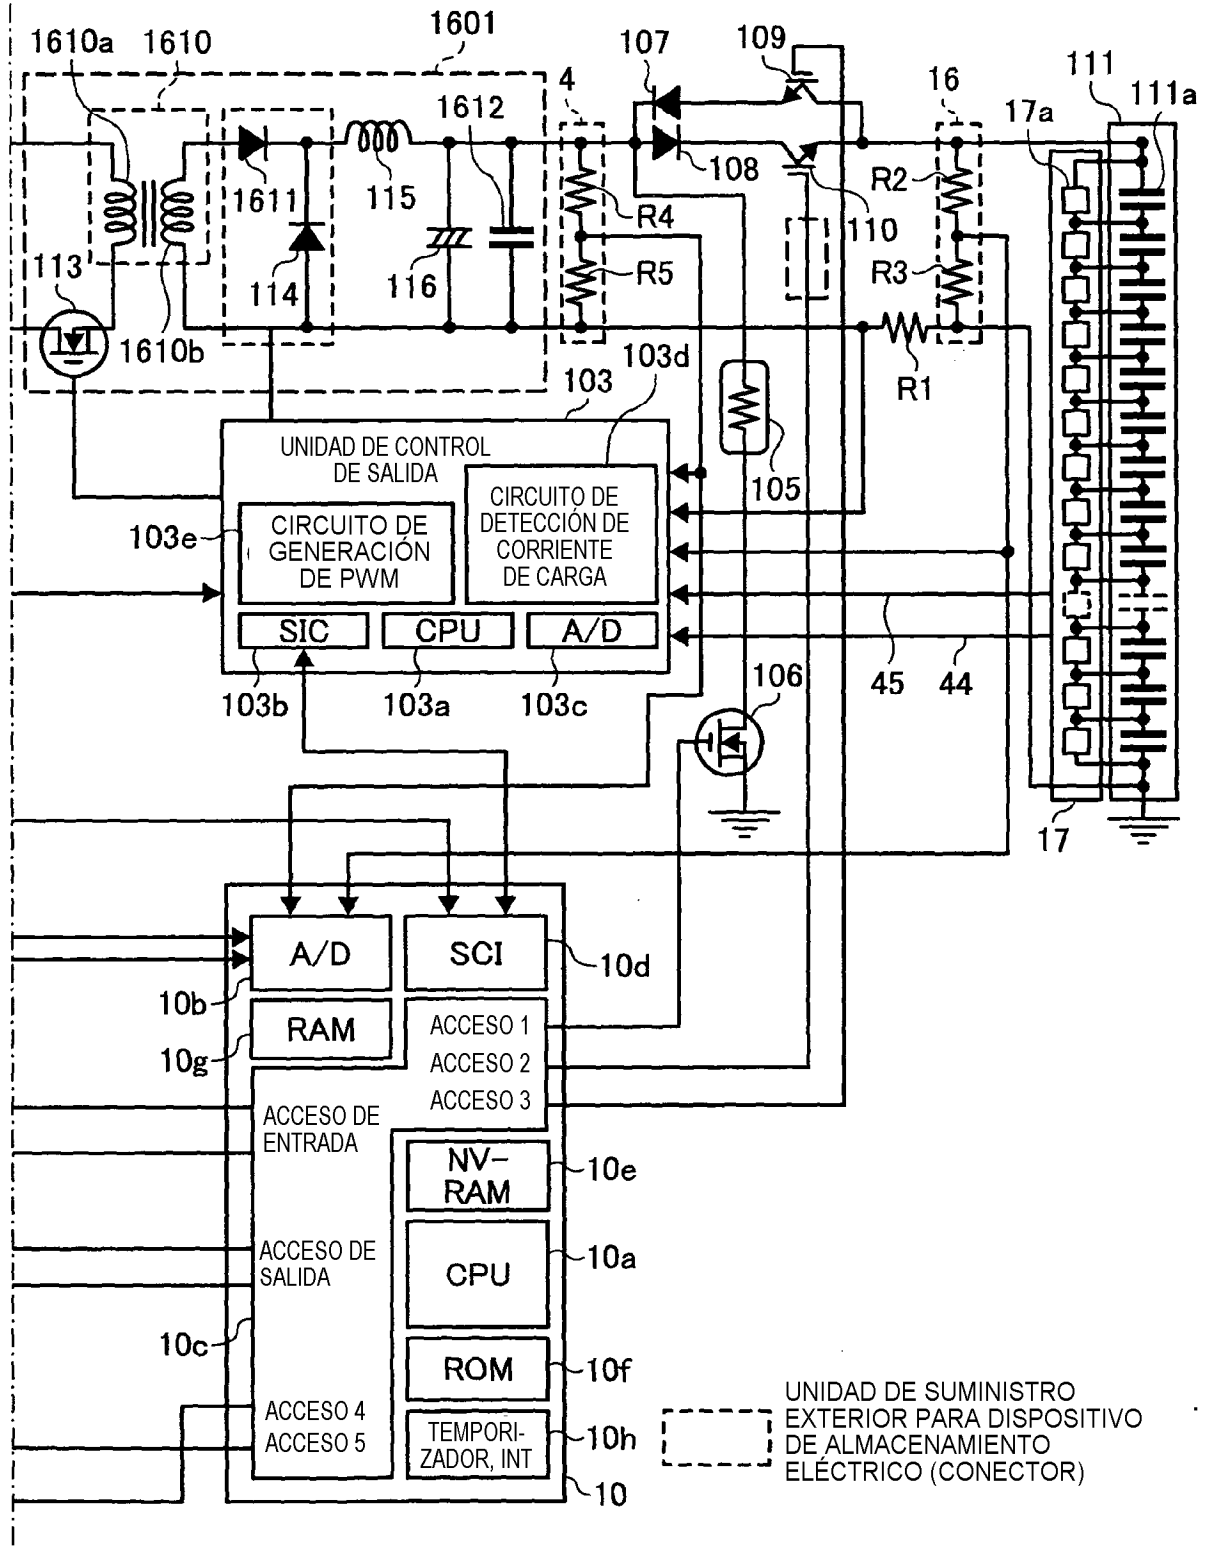 1601
1610a
1610
107
109
4
16
111
1612
17a
111a
108
115
R2
1611
R4
110
113
114
116
R5
R3
1610b
103d
103
R1
UNIDAD DE CONTROL
DE SALIDA
105
CIRCUITO DE
DETECCIÓN DE
CORRIENTE
DE CARGA
103e
CIRCUITO DE
GENERACIÓN
DE PWM
SIC
CPU
A/D
45
44
103b
103a
103c
106
17
A/D
SCI
10d
10b
RAM
10g
ACCESO 1
ACCESO 2
ACCESO 3
ACCESO DE
ENTRADA
NV-
RAM
10e
ACCESO DE
SALIDA
CPU
10a
10c
ROM
10f
ACCESO 4
ACCESO 5
TEMPORI-
ZADOR, INT
10h
10
UNIDAD DE SUMINISTRO
EXTERIOR PARA DISPOSITIVO
DE ALMACENAMIENTO
ELÉCTRICO (CONECTOR)